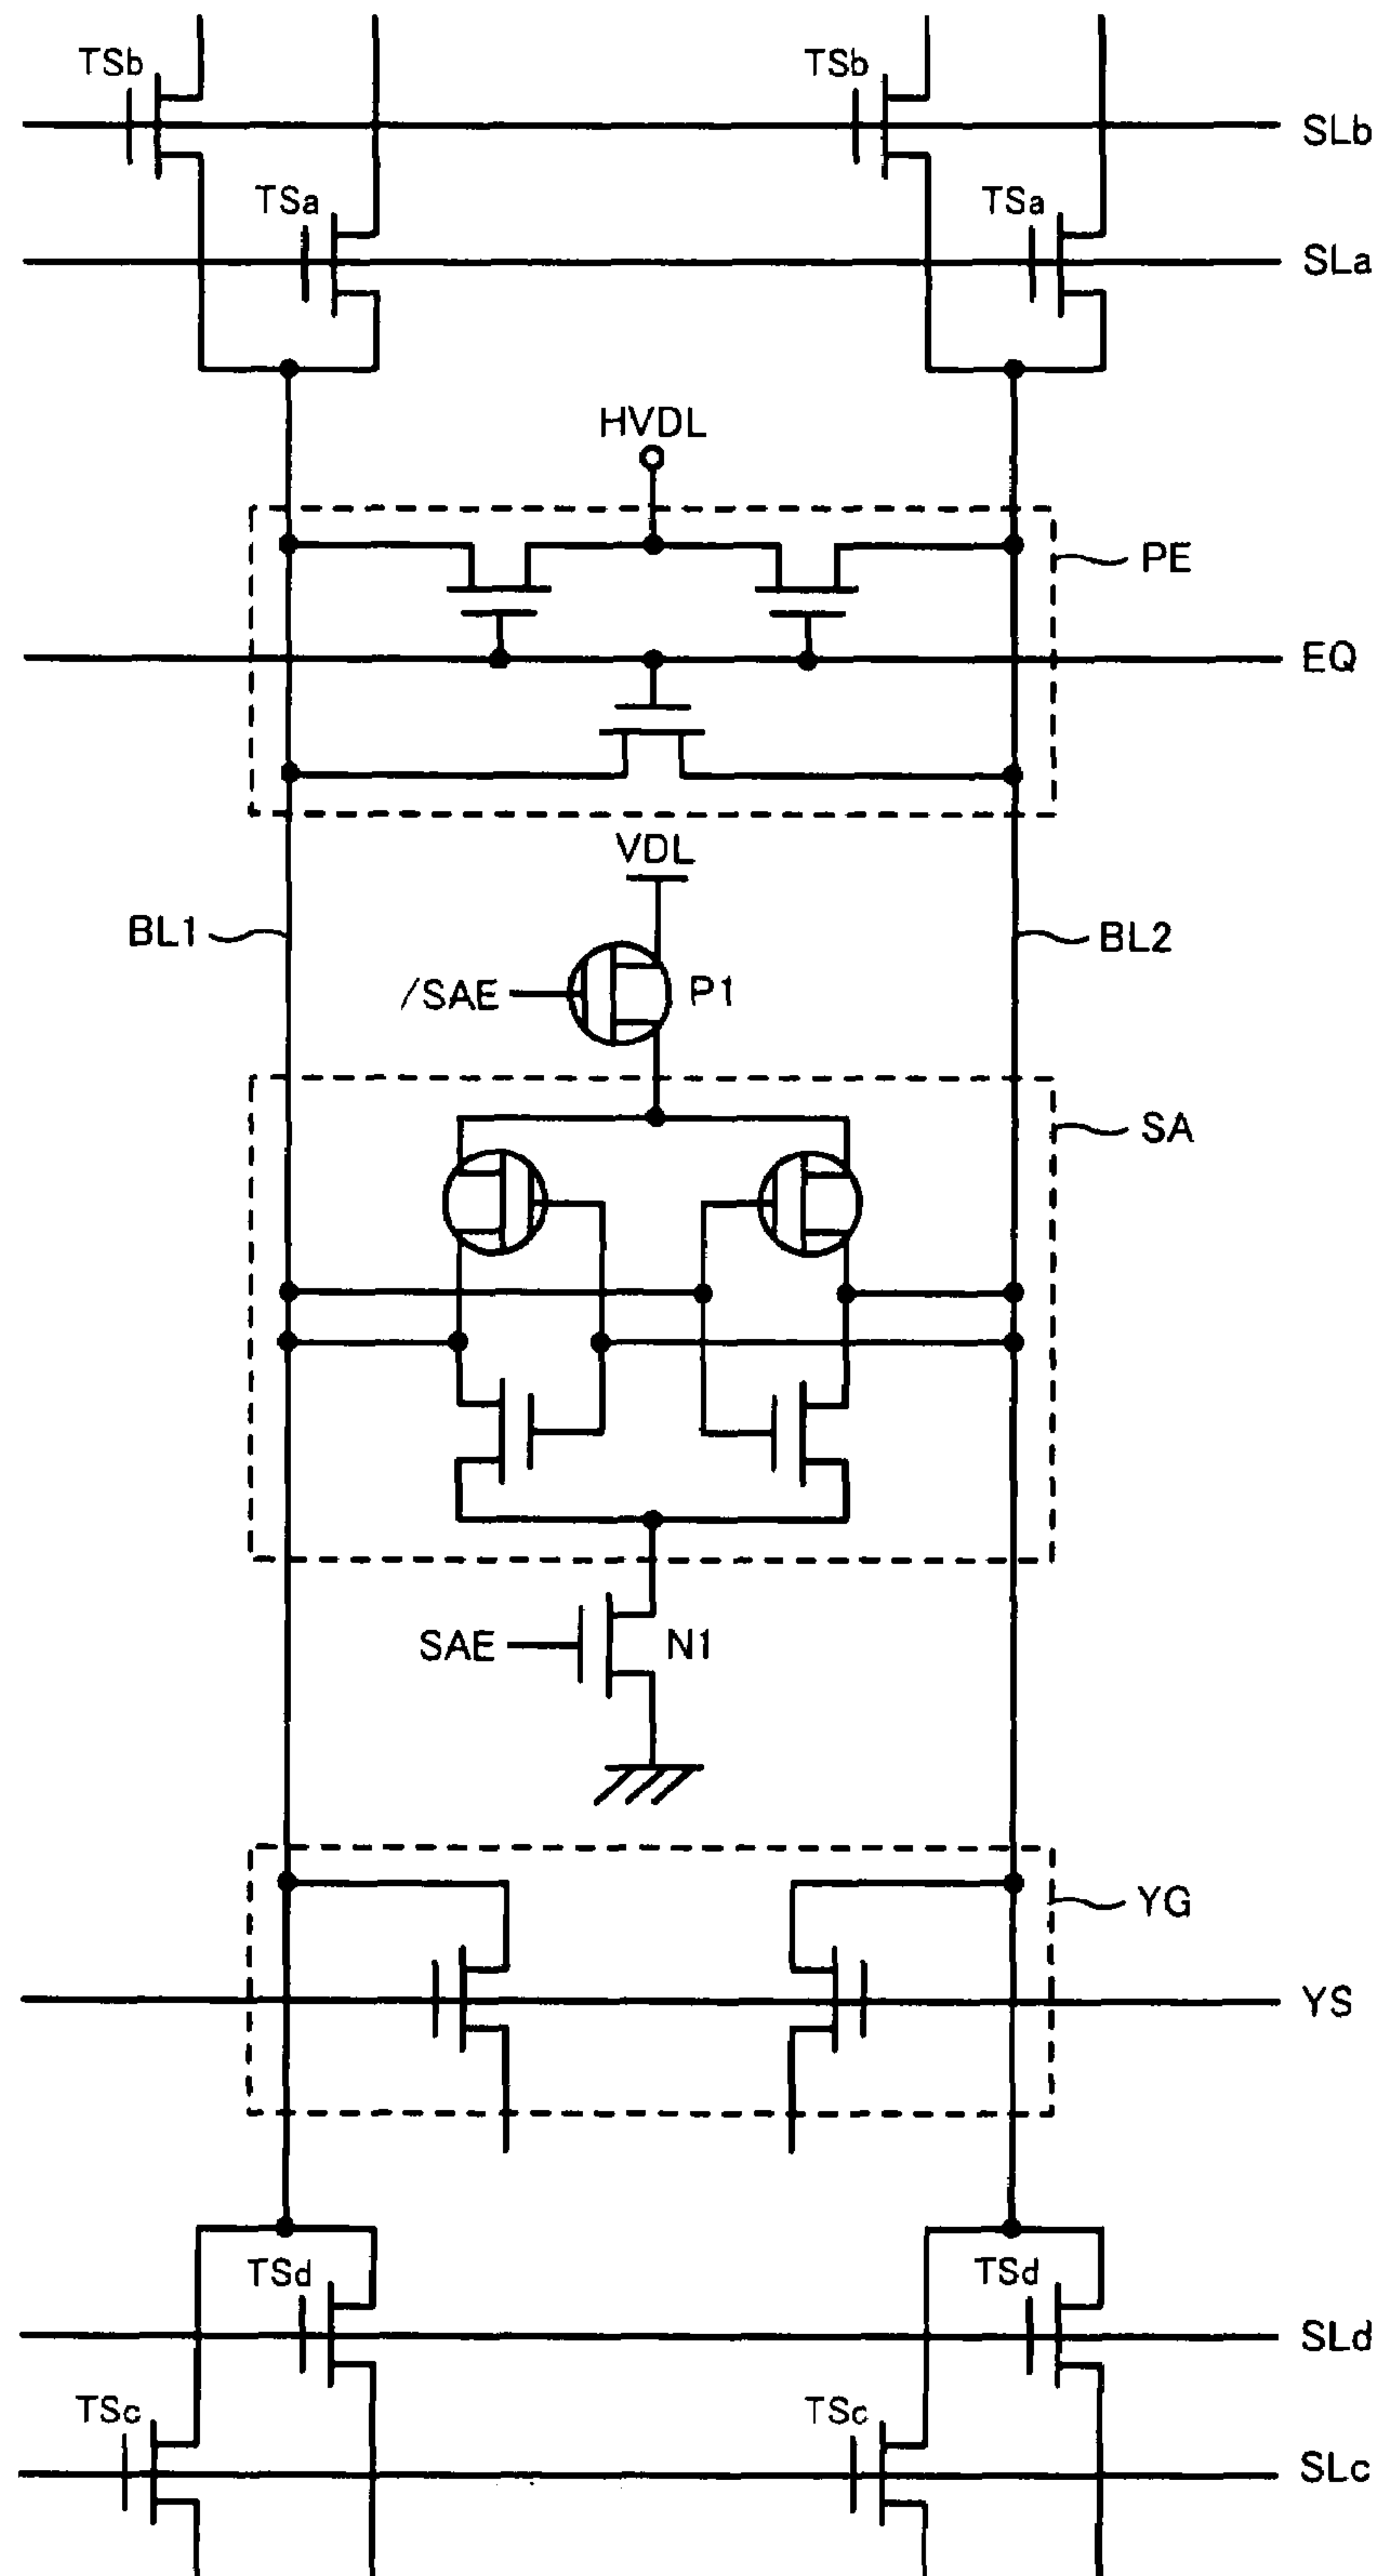 TSb TSb
SLb
TSa TSa
SLa
HVDL
PE
EQ
VDL
BL1 BL2
/SAE P1
SA
SAE N1
YG
YS
TSd TSd
SLd
TSc TSc
SLc